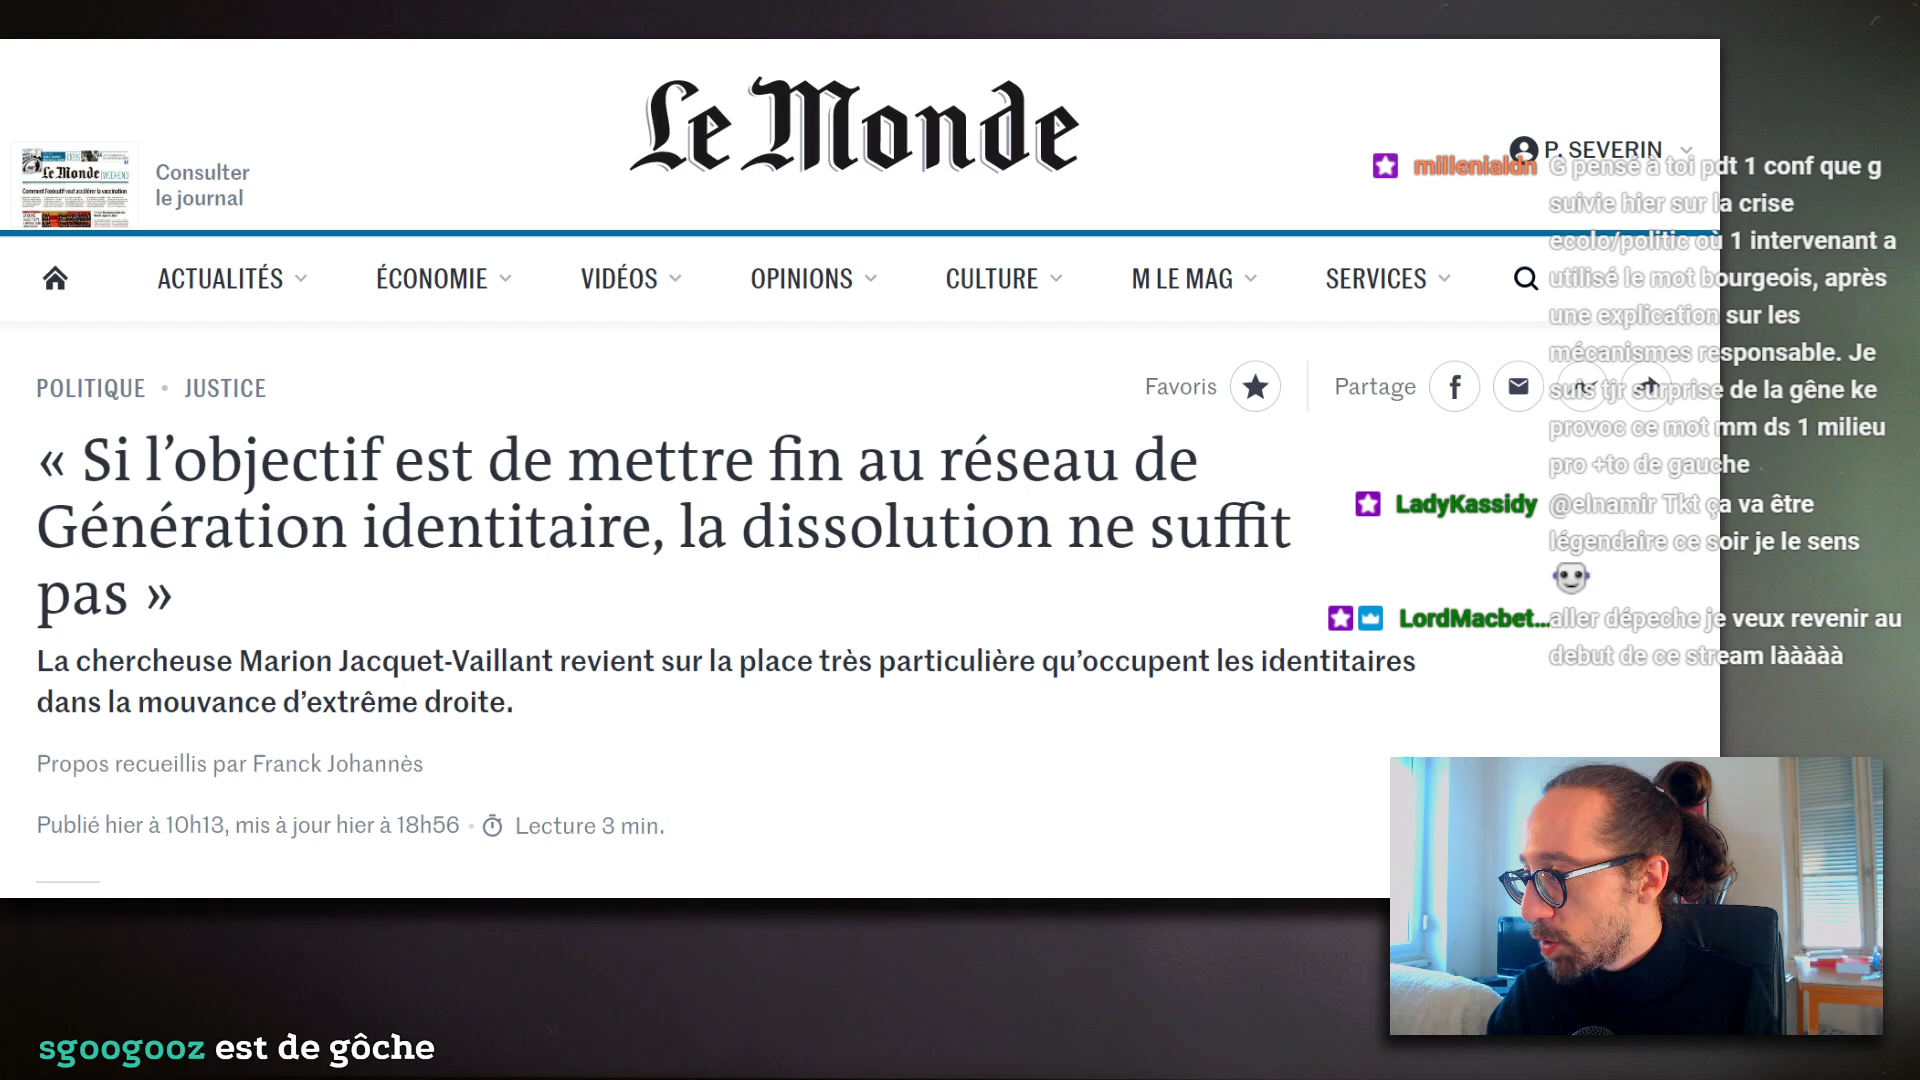 Le Monde
Consulter
le journal
P. SEVERIN
ACTUALITÉS
ÉCONOMIE
VIDÉOS
OPINIONS
CULTURE
M LE MAG
SERVICES
POLITIQUE • JUSTICE
Favoris
Partage
« Si l’objectif est de mettre fin au réseau de
Génération identitaire, la dissolution ne suffit
pas »
La chercheuse Marion Jacquet-Vaillant revient sur la place très particulière qu’occupent les identitaires
dans la mouvance d’extrême droite.
Propos recueillis par Franck Johannès
Publié hier à 10h13, mis à jour hier à 18h56 • Lecture 3 min.
millenialdn G pensé à toi pdt 1 conf que g
suivie hier sur la crise
ecolo/politic où 1 intervenant a
utilisé le mot bourgeois, après
une explication sur les
mécanismes responsable. Je
suis tjr surprise de la gêne ke
provoc ce mot mm ds 1 milieu
pro +to de gauche
LadyKassidy @elnamir Tkt ça va être
légendaire ce soir je le sens
LordMacbet... aller dépeche je veux revenir au
debut de ce stream lààààà
sgoogooz est de gôche